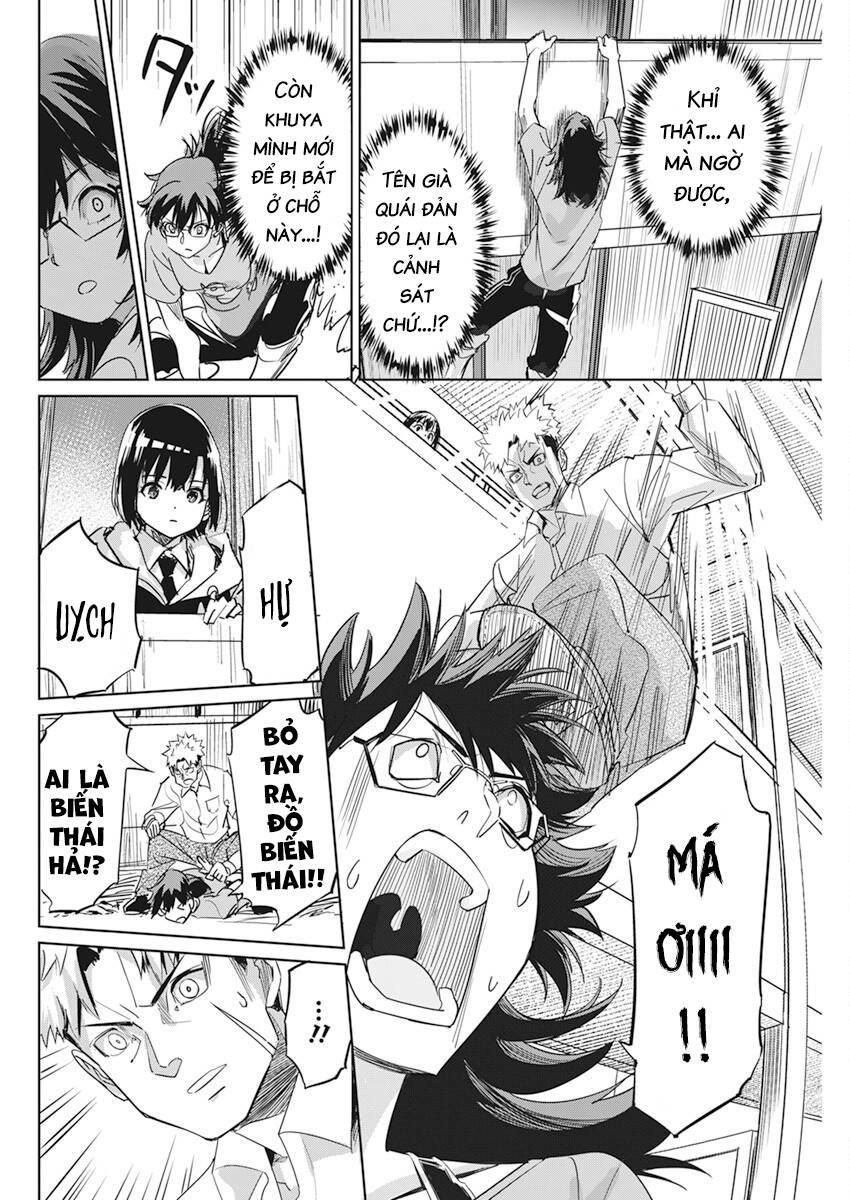 KHỈ
THẬT... AI
MÀ NGỜ
ĐƯỢC,
TÊN GIÀ
QUÁI ĐẢN
ĐÓ LẠI LÀ
CẢNH
SÁT
CHỨ...!?
CÒN
KHUYA
MÌNH MỚI
ĐỂ BỊ BẮT
Ở CHỖ
NÀY...!
ダッ
MÁ
ƠIIII
!!
HỰ
UỴCH
BỎ
TAY
RA,
ĐỒ
BIẾN
THÁI!!
AI LÀ
BIẾN
THÁI
HẢ!?
...!!